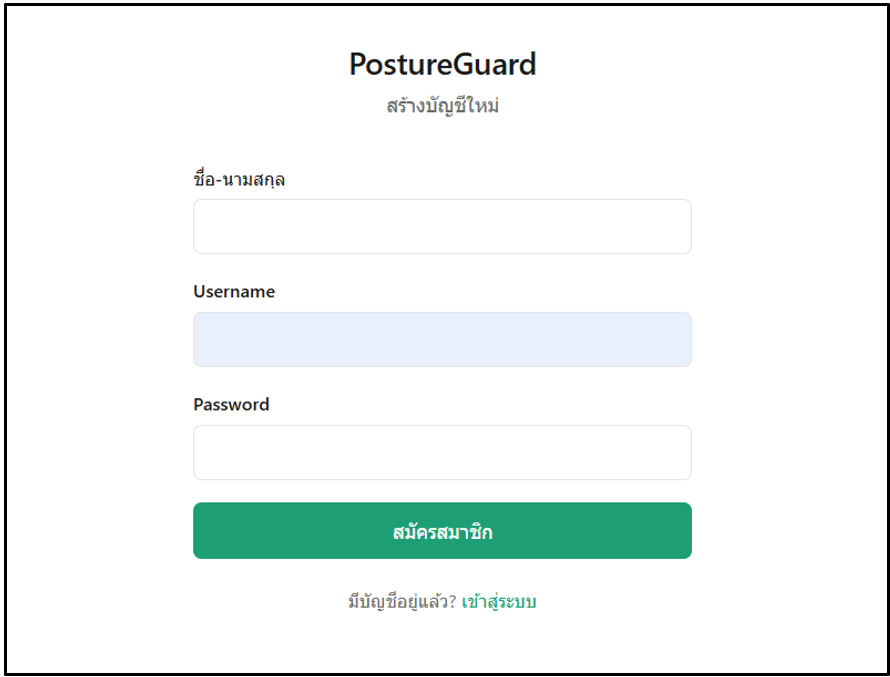 PostureGuard
สร้างบัญชีใหม่
ชื่อ-นามสกุล
Username
Password
สมัครสมาชิก
มีบัญชีอยู่แล้ว? เข้าสู่ระบบ